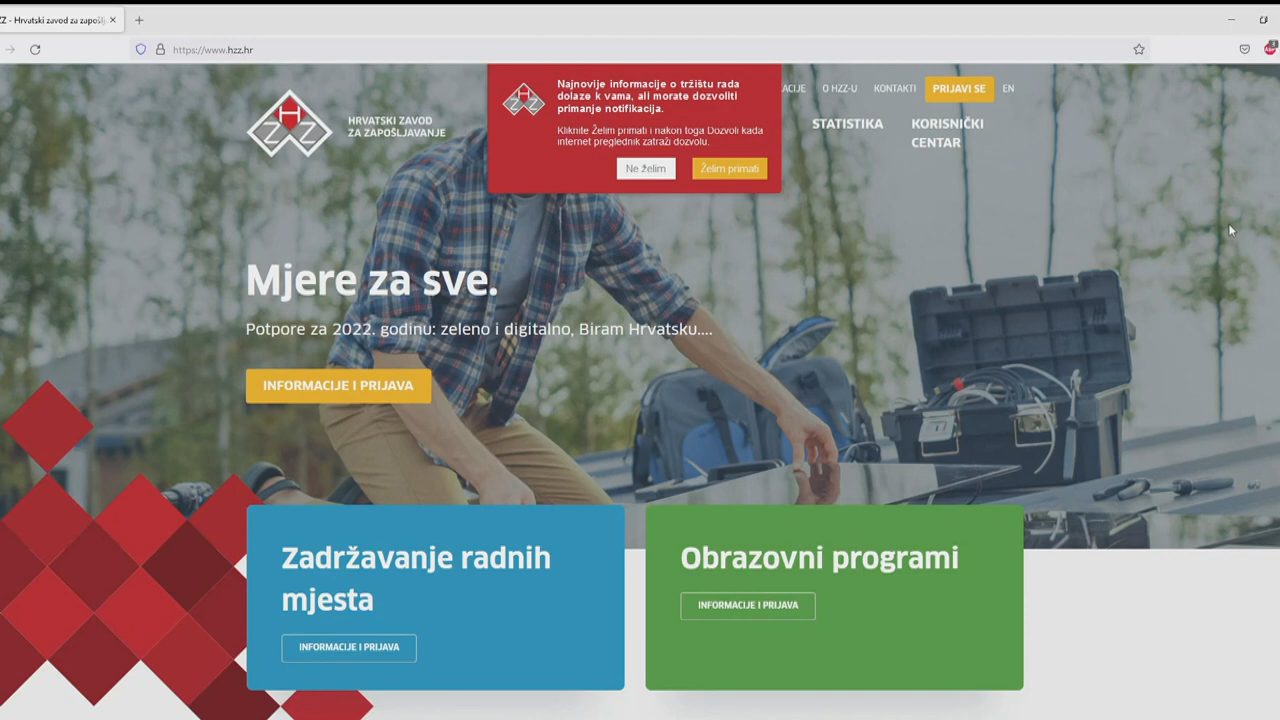 ZZ - Hrvatski zavod za zapošlj
https://www.hzz.hr
HZZ
HRVATSKI ZAVOD
ZA ZAPOŠLJAVANJE
HZZ
Najnovije informacije o tržištu rada
dolaze k vama, ali morate dozvoliti
primanje notifikacija.
Kliknite Želim primati i nakon toga Dozvoli kada
internet preglednik zatraži dozvolu.
Ne želim
Želim primati
ACIJE
O HZZ-U
KONTAKTI
PRIJAVI SE
EN
STATISTIKA
KORISNIČKI
CENTAR
Mjere za sve.
Potpore za 2022. godinu: zeleno i digitalno, Biram Hrvatsku....
INFORMACIJE I PRIJAVA
Zadržavanje radnih
mjesta
INFORMACIJE I PRIJAVA
Obrazovni programi
INFORMACIJE I PRIJAVA